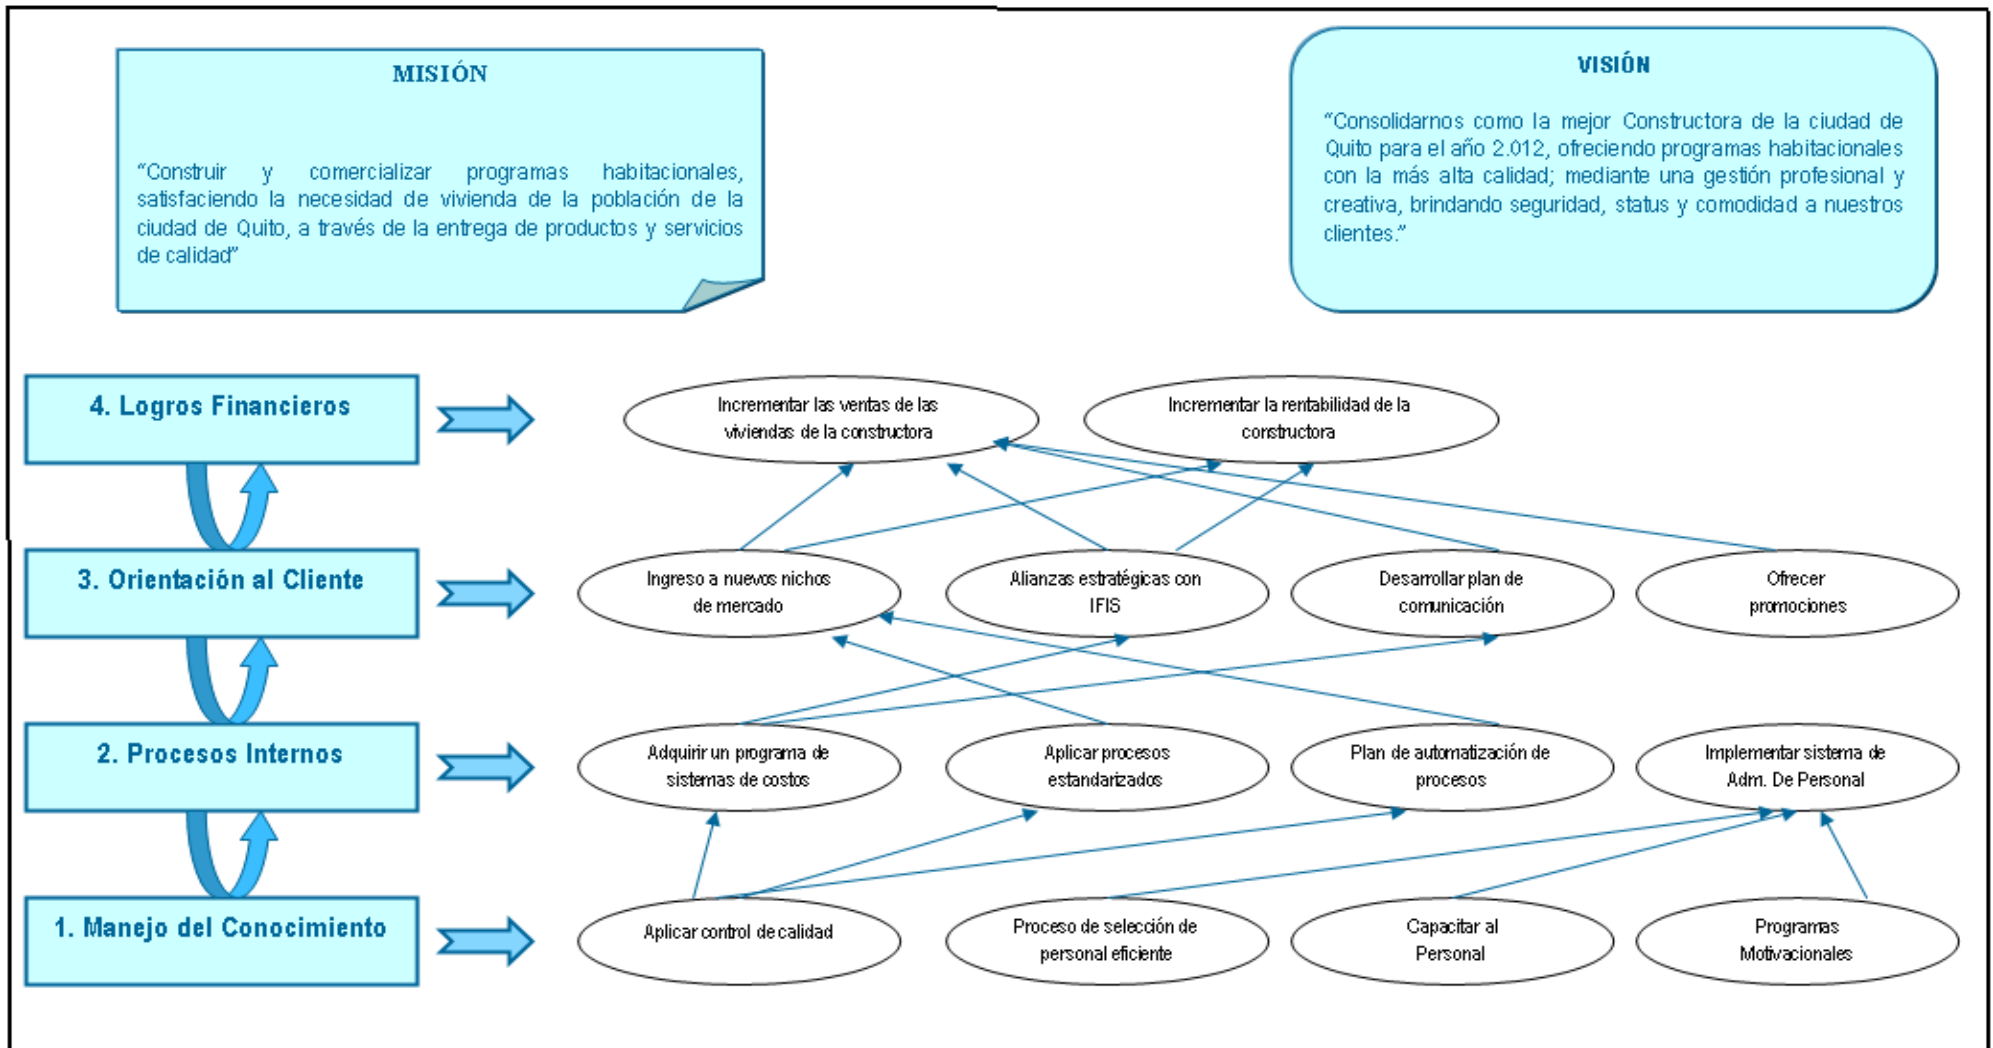 MISIÓN
“Construir y comercializar programas habitacionales,
satisfaciendo la necesidad de vivienda de la población de la
ciudad de Quito, a través de la entrega de productos y servicios
de calidad”
VISIÓN
“Consolidarnos como la mejor Constructora de la ciudad de
Quito para el año 2.012, ofreciendo programas habitacionales
con la más alta calidad; mediante una gestión profesional y
creativa, brindando seguridad, status y comodidad a nuestros
clientes.”
4. Logros Financieros
Incrementar las ventas de las
viviendas de la constructora
Incrementar la rentabilidad de la
constructora
3. Orientación al Cliente
Ingreso a nuevos nichos
de mercado
Alianzas estratégicas con
IFIS
Desarrollar plan de
comunicación
Ofrecer
promociones
2. Procesos Internos
Adquirir un programa de
sistemas de costos
Aplicar procesos
estandarizados
Plan de automatización de
procesos
Implementar sistema de
Adm. De Personal
1. Manejo del Conocimiento
Aplicar control de calidad
Proceso de selección de
personal eficiente
Capacitar al
Personal
Programas
Motivacionales